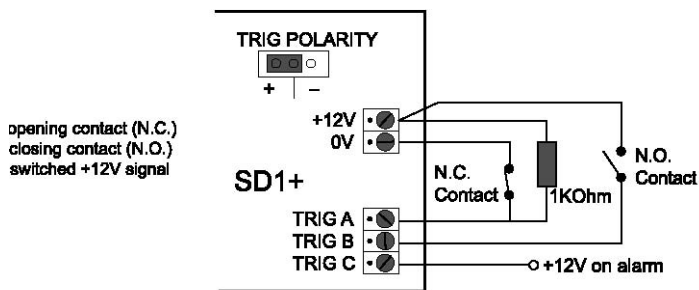 TRIG POLARITY
+ –
opening contact (N.C.)
closing contact (N.O.)
switched +12V signal
+12V
0V
SD1+
N.C.
Contact
1KOhm
N.O.
Contact
TRIG A
TRIG B
TRIG C
+12V on alarm